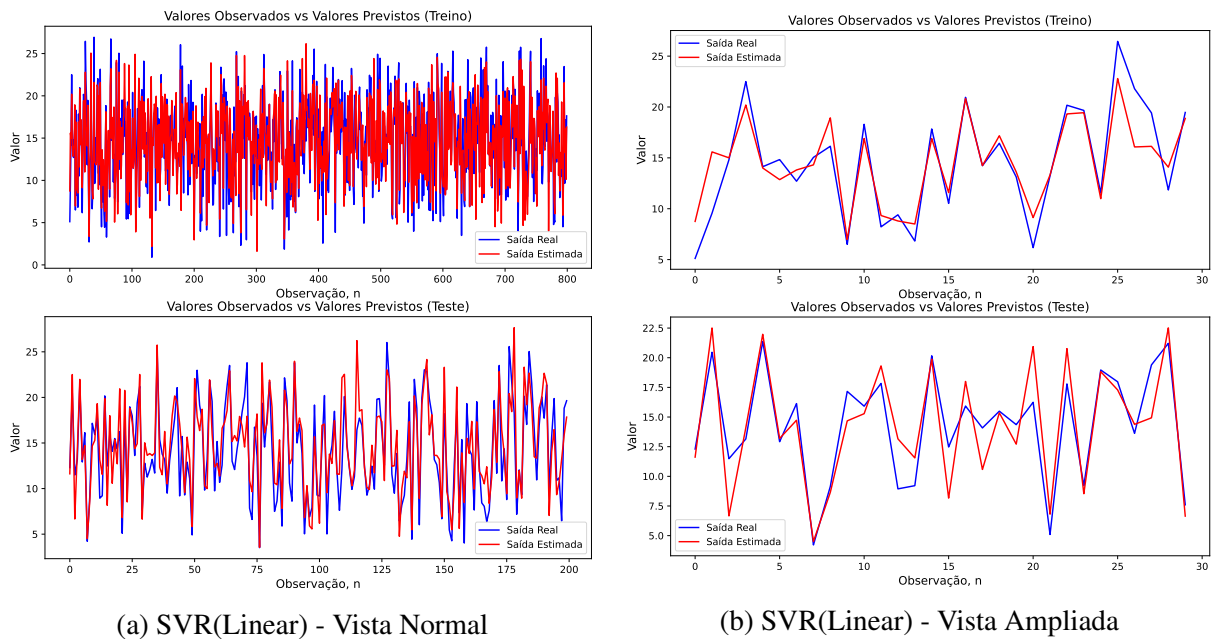 Valores Observados vs Valores Previstos (Treino)
Valor
25
20
15
10
5
0
0 100 200 300 400 500 600 700 800
Saída Real
Saída Estimada
Observação, n
Valores Observados vs Valores Previstos (Teste)
Valor
25
20
15
10
5
0 25 50 75 100 125 150 175 200
Saída Real
Saída Estimada
Observação, n
(a) SVR(Linear) - Vista Normal
Valores Observados vs Valores Previstos (Treino)
Saída Real
Saída Estimada
Valor
25
20
15
10
5
0 5 10 15 20 25 30
Observação, n
Valores Observados vs Valores Previstos (Teste)
Valor
22.5
20.0
17.5
15.0
12.5
10.0
7.5
5.0
Saída Real
Saída Estimada
0 5 10 15 20 25 30
Observação, n
(b) SVR(Linear) - Vista Ampliada